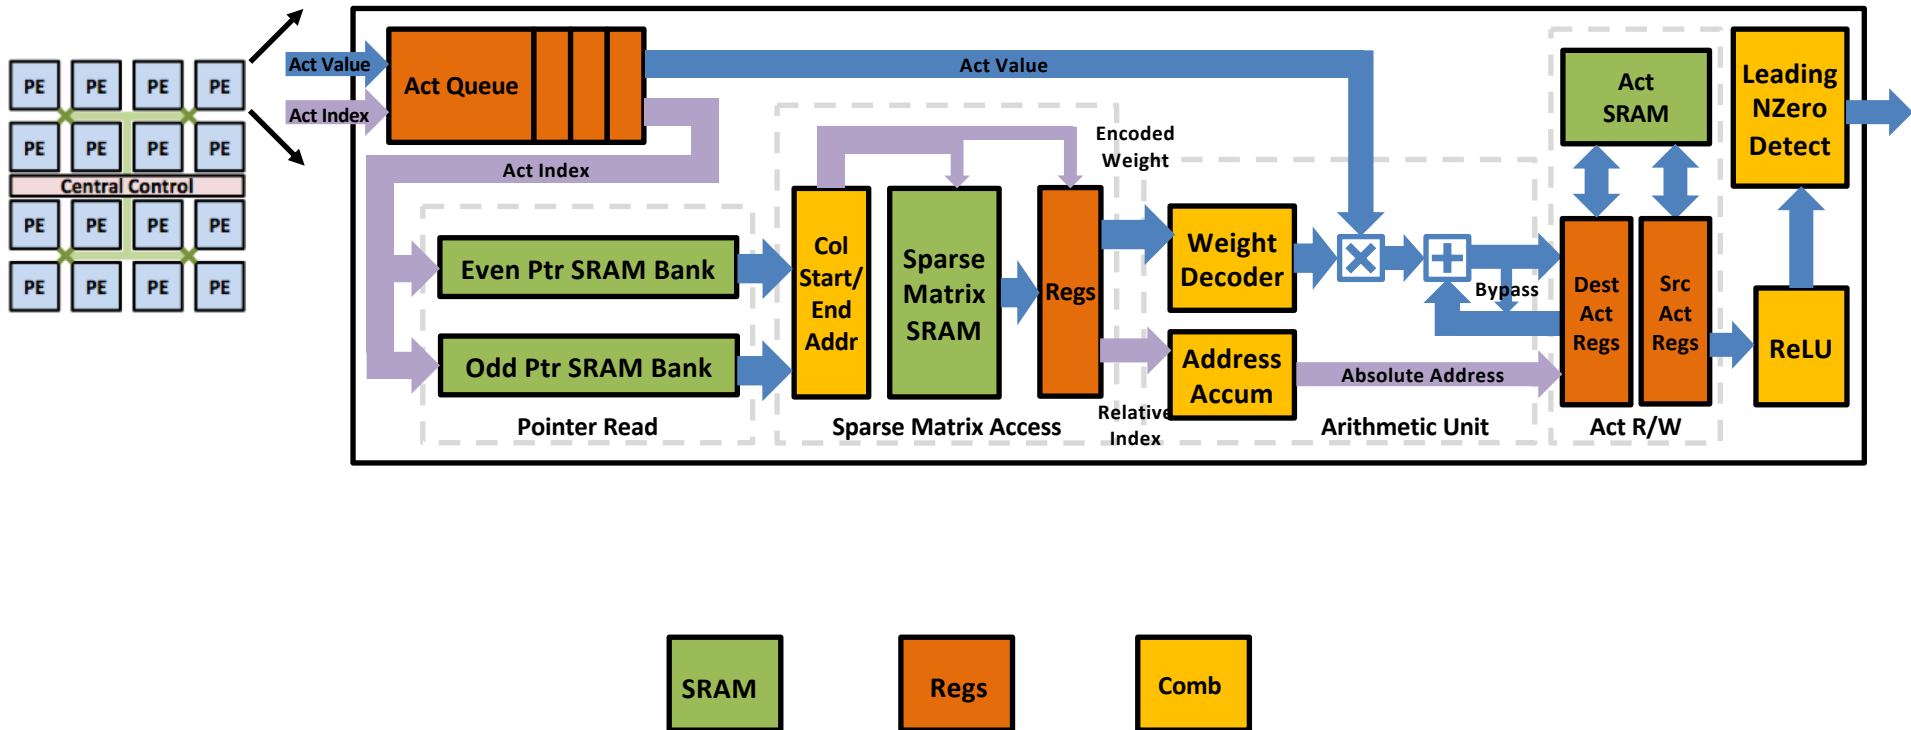 PE PE PE PE
PE PE PE PE
Central Control
PE PE PE PE
PE PE PE PE
Act Value
Act Index
Act Queue
Act Value
Act Index
Even Ptr SRAM Bank
Odd Ptr SRAM Bank
Pointer Read
Col
Start/
End
Addr
Sparse
Matrix
SRAM
Regs
Sparse Matrix Access
Encoded
Weight
Relative
Index
Weight
Decoder
Address
Accum
Bypass
Absolute Address
Arithmetic Unit
Act
SRAM
Dest
Act
Regs
Src
Act
Regs
Act R/W
Leading
NZero
Detect
ReLU
SRAM
Regs
Comb